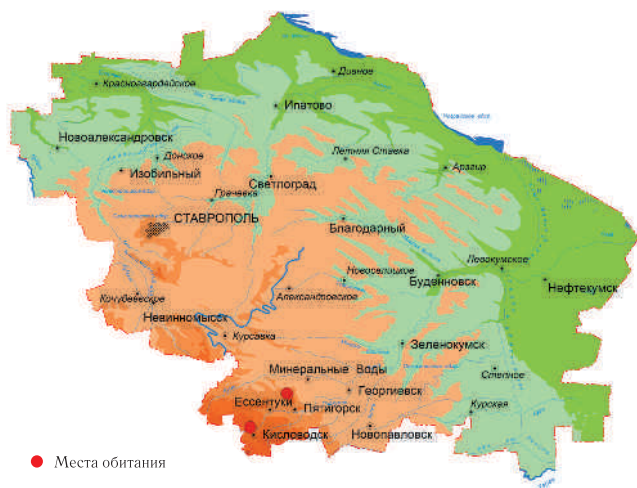 Дивное
Красногвардейское
Ипатово
Новоалександровск
Донское
Летняя Ставка
Изобильный
Арзгир
Светлоград
Грачевка
СТАВРОПОЛЬ
Благодарный
Левокумское
Новоселицкое
Буденновск
Нефтекумск
Кочубеевское
Александровское
Невинномысск
Курсавка
Зеленокумск
Минеральные Воды
Степное
Георгиевск
Ессентуки
Пятигорск
Курская
Кисловодск
Новопавловск
Места обитания